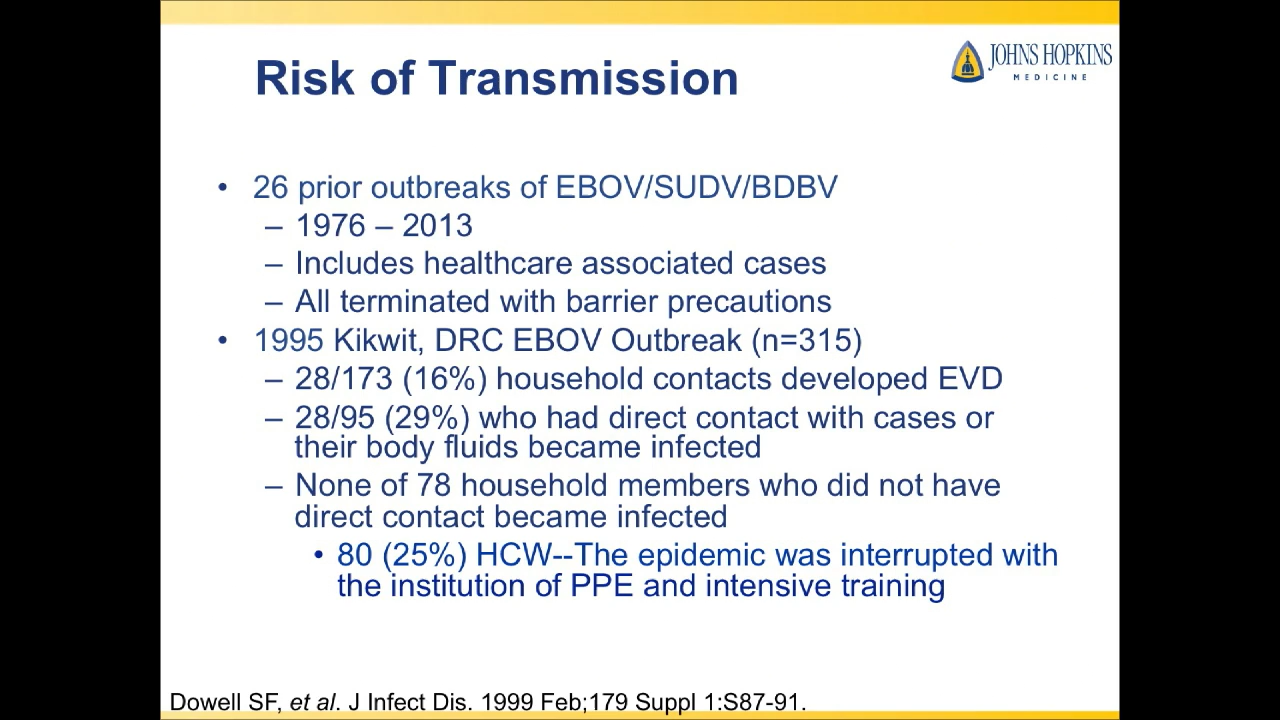 Risk of Transmission
JOHNS HOPKINS
MEDICINE
• 26 prior outbreaks of EBOV/SUDV/BDBV
– 1976 – 2013
– Includes healthcare associated cases
– All terminated with barrier precautions
• 1995 Kikwit, DRC EBOV Outbreak (n=315)
– 28/173 (16%) household contacts developed EVD
– 28/95 (29%) who had direct contact with cases or
their body fluids became infected
– None of 78 household members who did not have
direct contact became infected
• 80 (25%) HCW--The epidemic was interrupted with
the institution of PPE and intensive training
Dowell SF, et al. J Infect Dis. 1999 Feb;179 Suppl 1:S87-91.